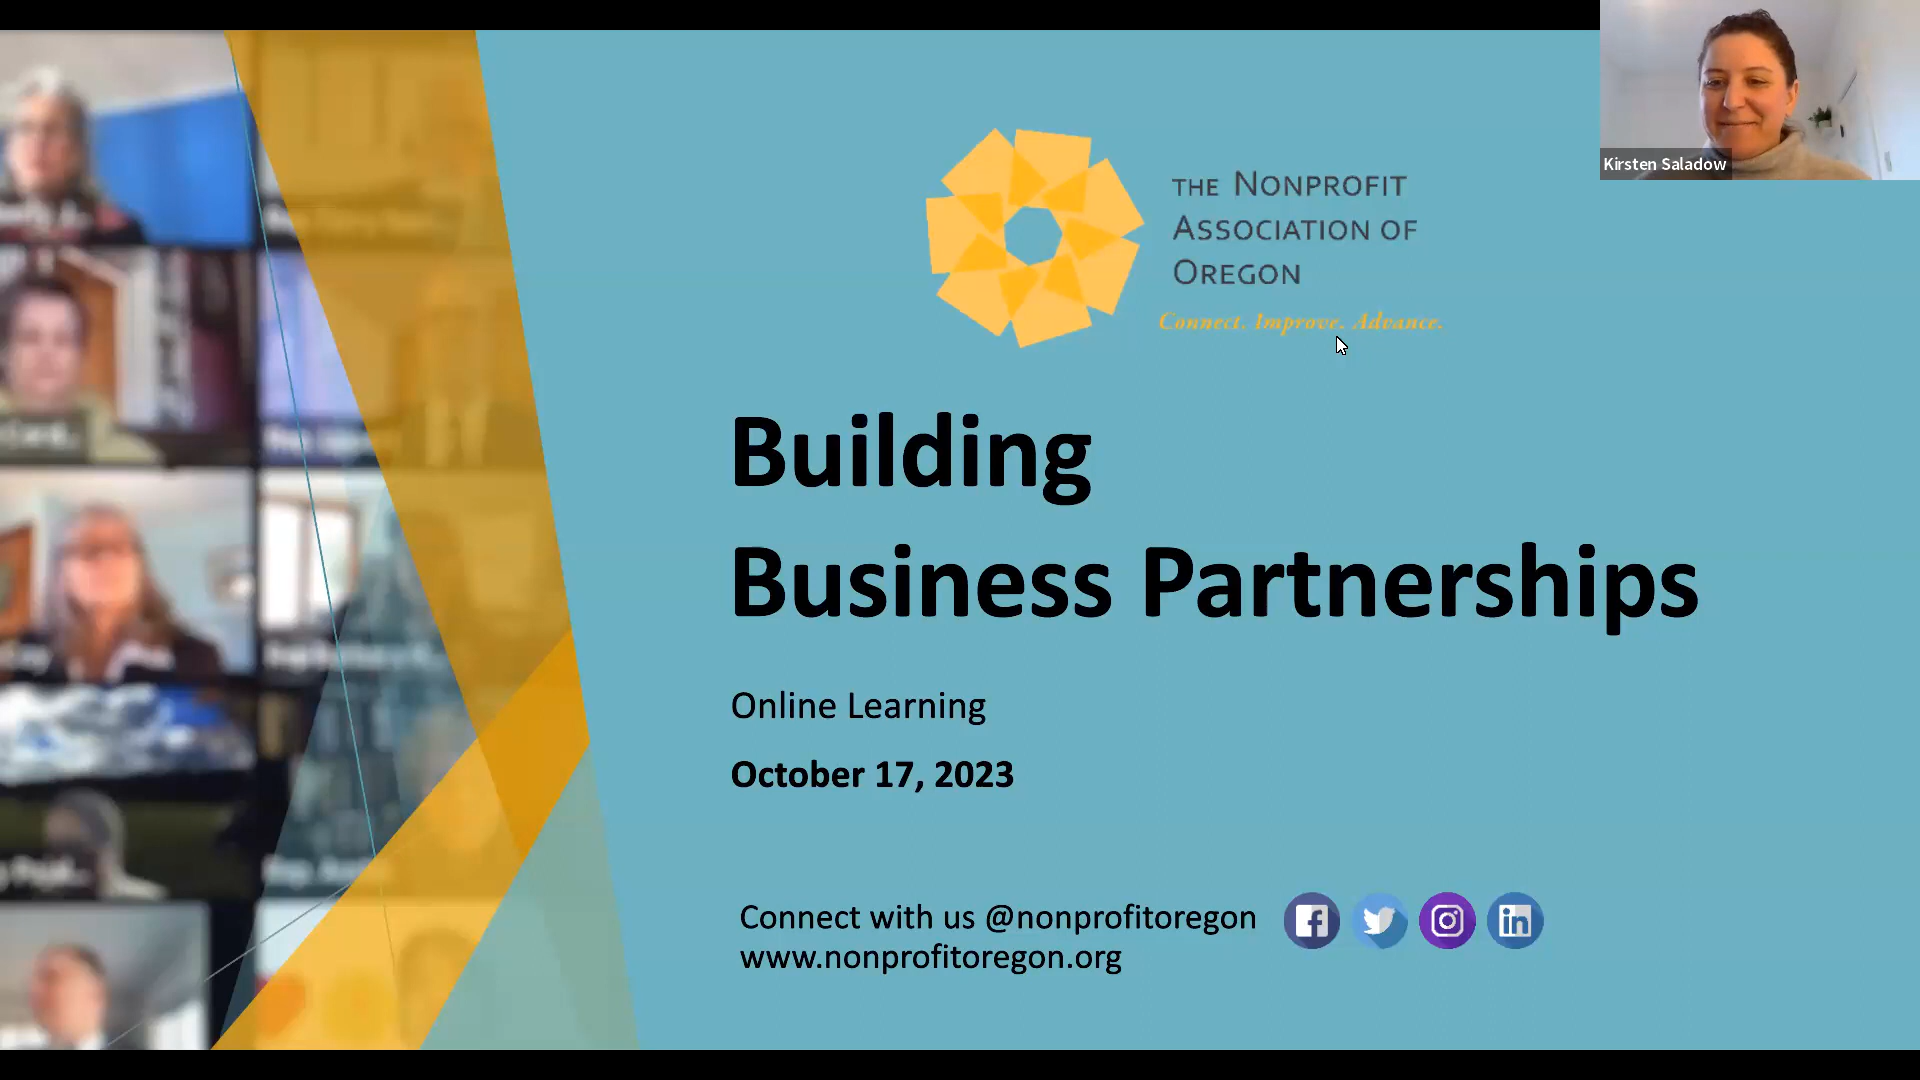 Kirsten Saladow
THE NONPROFIT
ASSOCIATION OF
OREGON
Connect. Improve. Advance.
Building
Business Partnerships
Online Learning
October 17, 2023
Connect with us @nonprofitoregon
www.nonprofitoregon.org